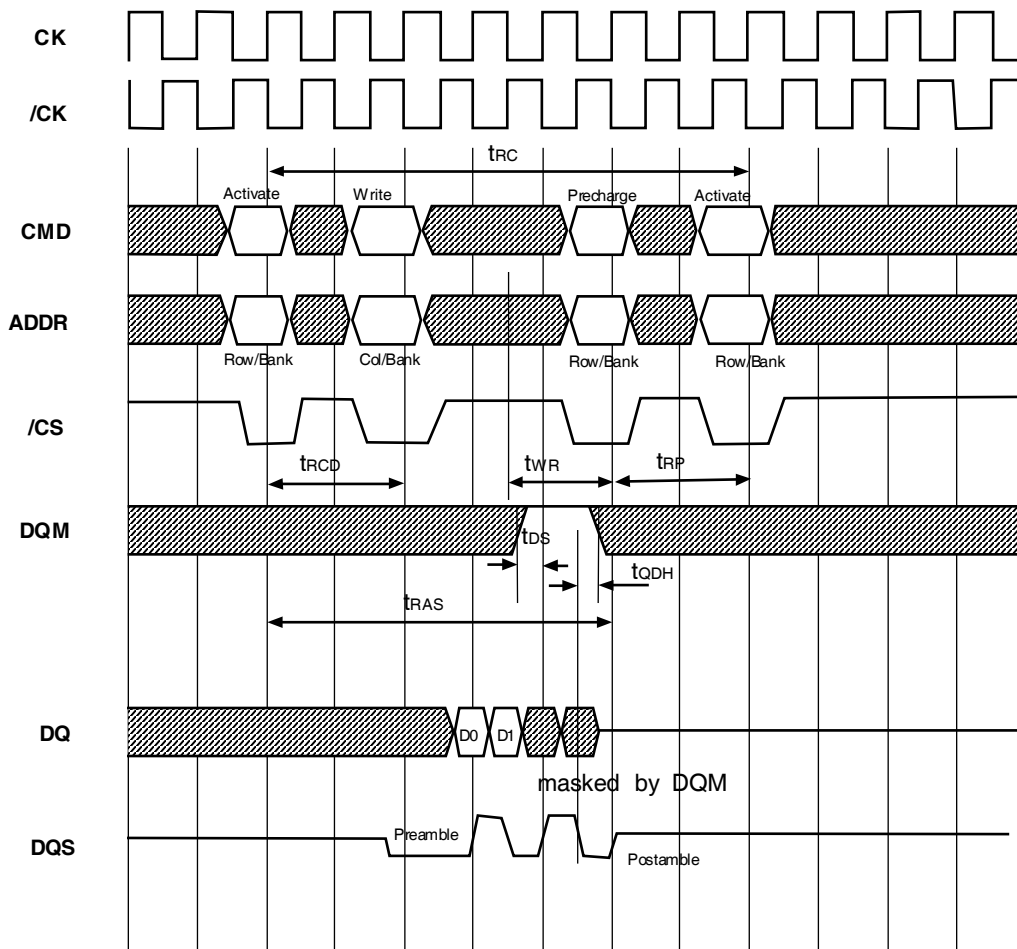 CK
/CK
tRC
Activate Write Precharge Activate
CMD
ADDR
Row/Bank Col/Bank Row/Bank Row/Bank
/CS
tRCD tWR tRP
DQM
tDS
tQDH
tRAS
DQ
D0 D1
masked by DQM
Preamble
DQS
Postamble